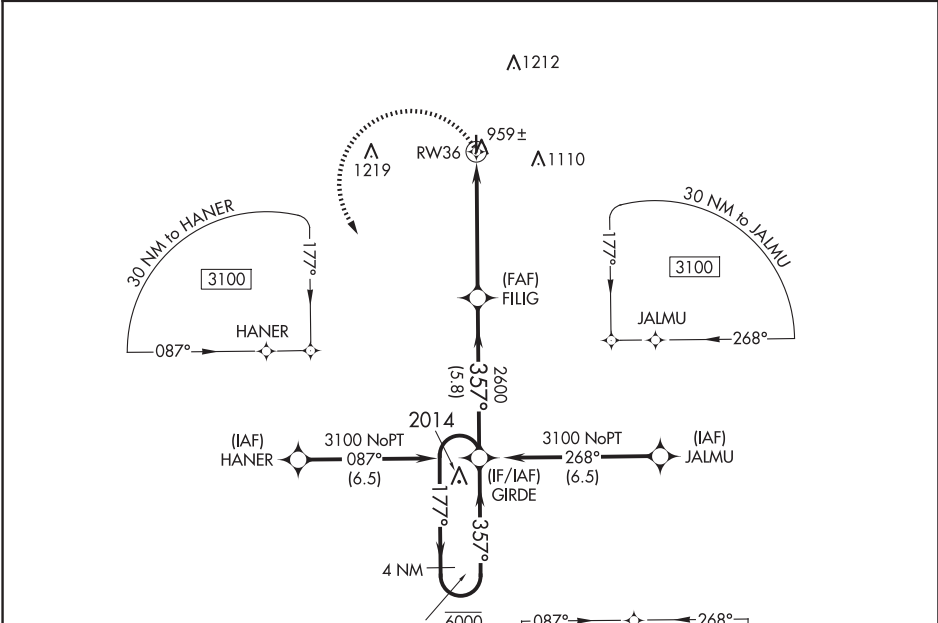 1212
959±
RW36
1110
1219
30 NM to HANER
177°
3100
HANER
087°
30 NM to JALMU
177°
3100
JALMU
268°
(FAF)
FILIG
2600
357°
(5.8)
2014
(IAF)
HANER
3100 NoPT
087°
(6.5)
3100 NoPT
268°
(6.5)
(IAF)
JALMU
(IF/IAF)
GIRDE
177°
357°
4 NM
6000
087°
268°